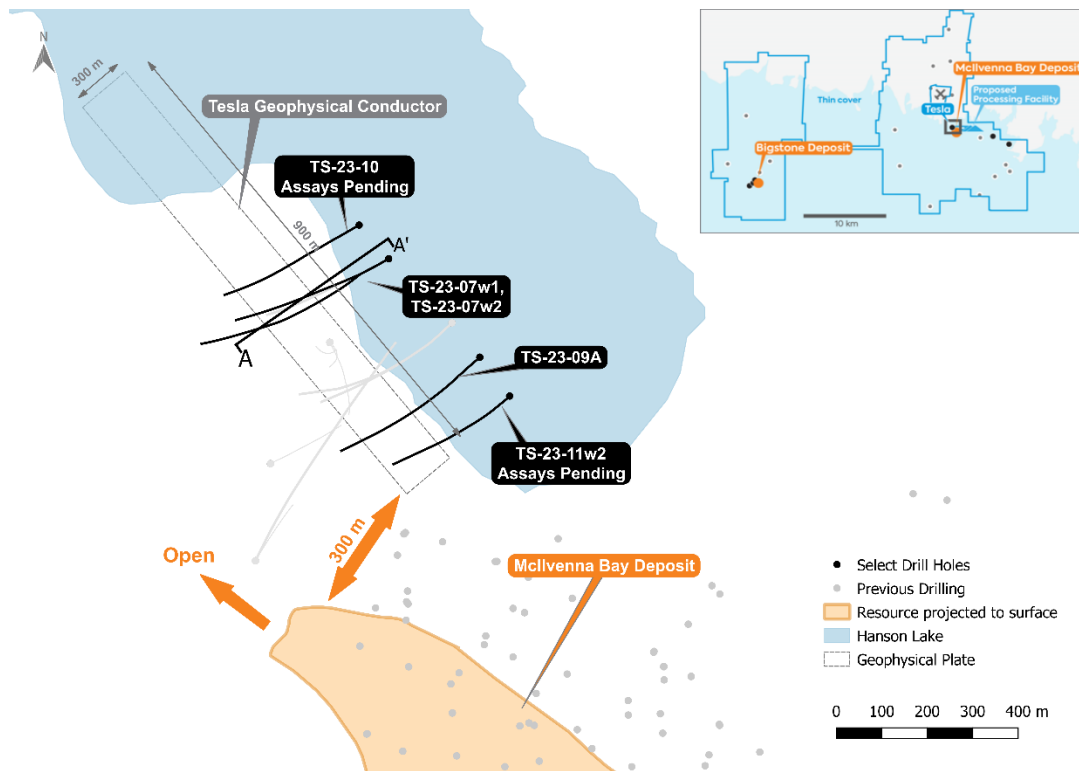 N
300 m
Tesla Geophysical Conductor
TS-23-10
Assays Pending
900 m
A'
TS-23-07w1,
TS-23-07w2
A
TS-23-09A
TS-23-11w2
Assays Pending
300 m
Open
McIlvenna Bay Deposit
McIlvenna Bay Deposit
Thin cover
Proposed
Processing Facility
Tesla
Bigstone Deposit
10 km
Select Drill Holes
Previous Drilling
Resource projected to surface
Hanson Lake
Geophysical Plate
0 100 200 300 400 m